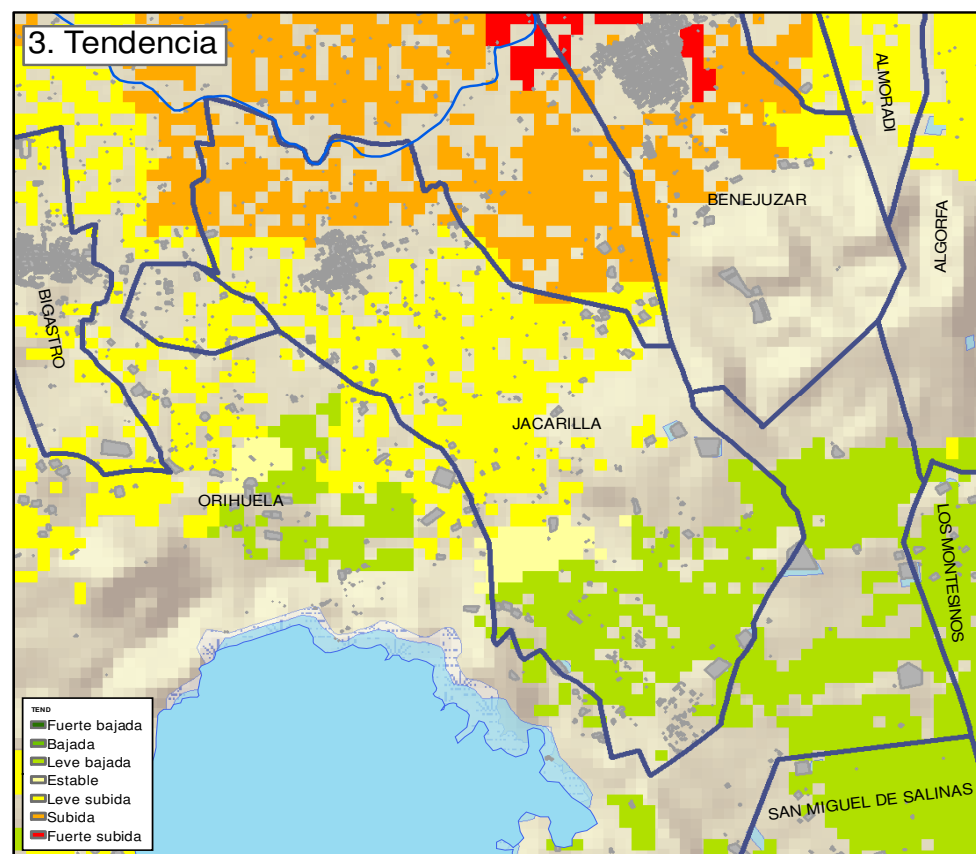 3. Tendencia
ALMORADI
BENEJUZAR
ALGORFA
BIGASTRO
JACARILLA
ORIHUELA
LOS MONTESINOS
SAN MIGUEL DE SALINAS
TEND
Fuerte bajada
Bajada
Leve bajada
Estable
Leve subida
Subida
Fuerte subida